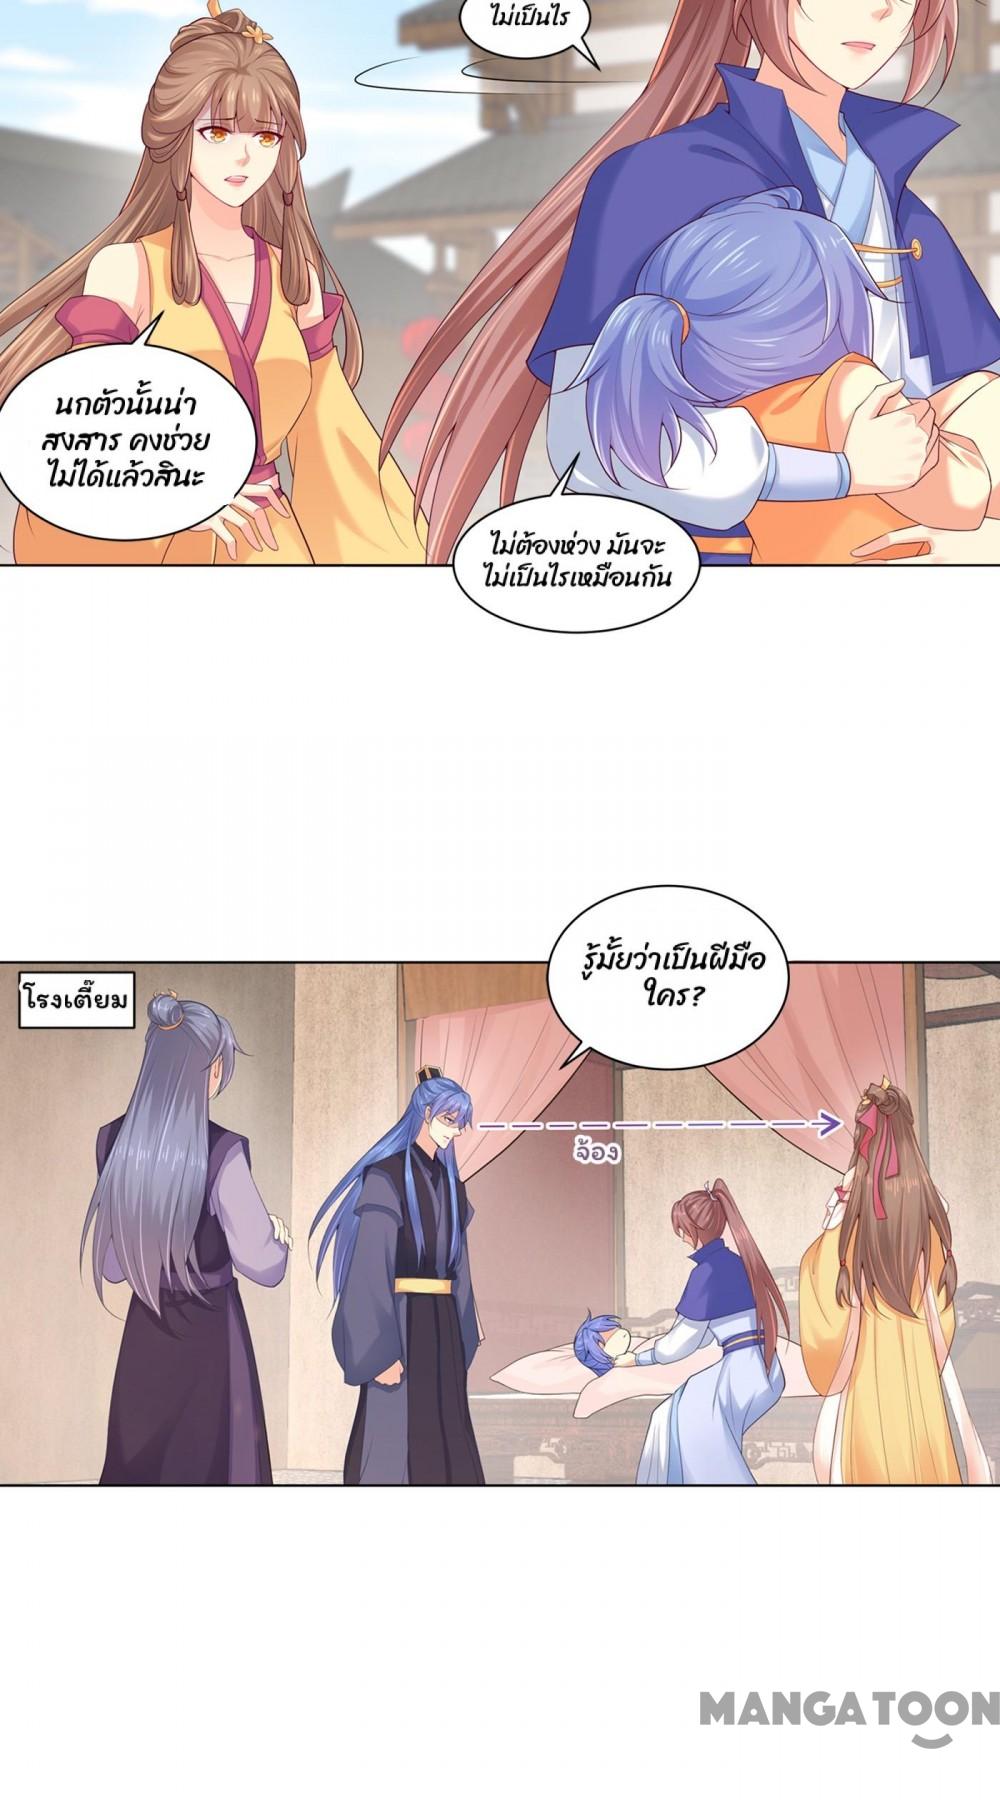 ไม่เป็นไร
นกตัวนั้นน่า
สงสาร คงช่วย
ไม่ได้แล้วสินะ
ไม่ต้องห่วง มันจะ
ไม่เป็นไรเหมือนกัน
รู้มั้ยว่าเป็นฝีมือ
ใคร?
โรงเตี๊ยม
จ้อง
MANGATOON